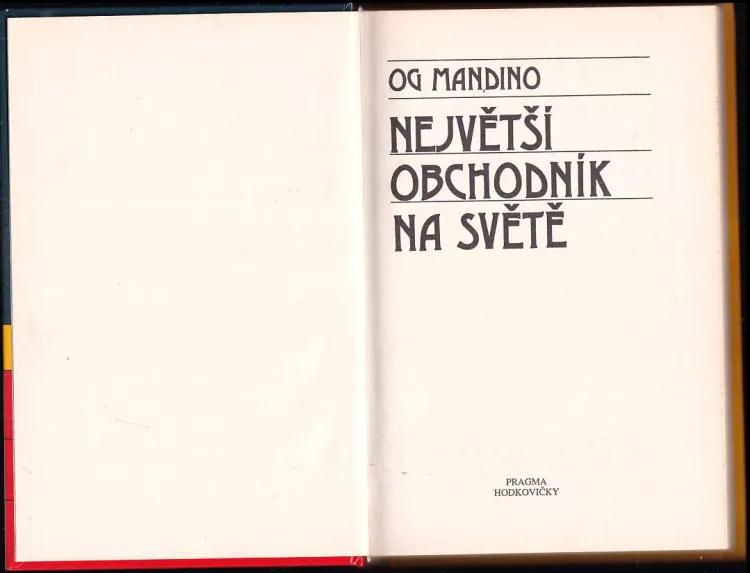 OG MANDINO
NEJVĚTŠÍ
OBCHODNÍK
NA SVĚTĚ
PRAGMA
HODKOVIČKY